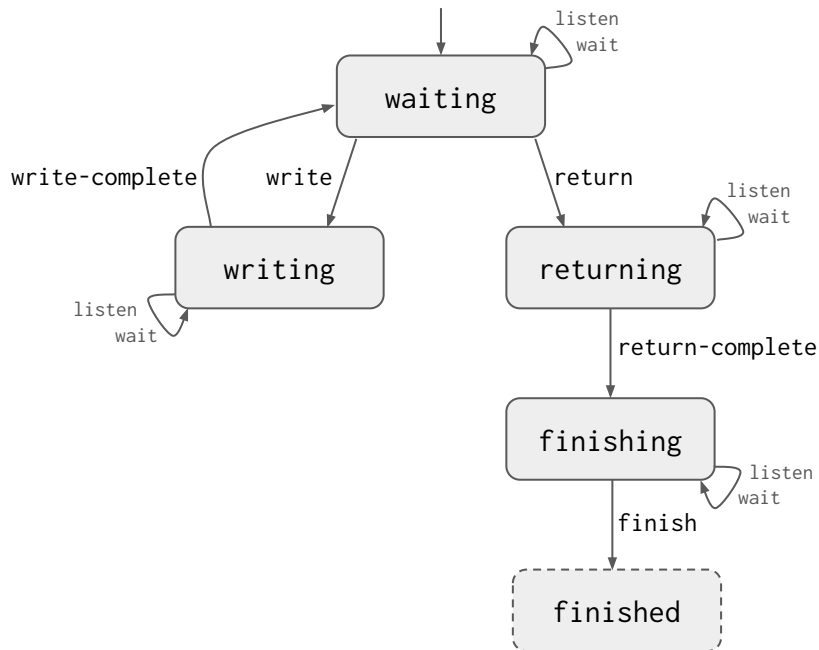 listen
wait
waiting
write-complete
write
return
listen
wait
writing
returning
listen
wait
return-complete
finishing
listen
wait
finish
finished